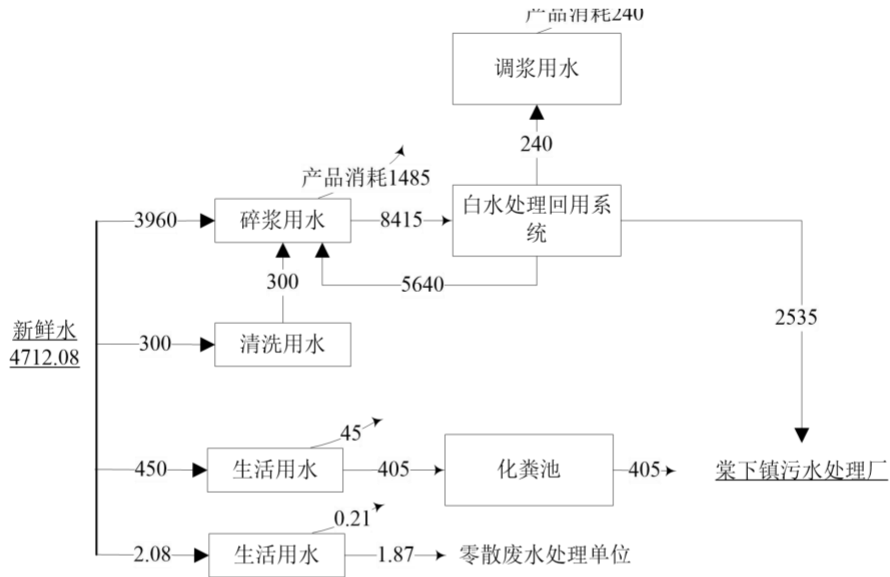 产品消耗240
调浆用水
240
产品消耗1485
3960
碎浆用水
8415
白水处理回用系
统
300
5640
2535
新鲜水
4712.08
300
清洗用水
45
450
生活用水
405
化粪池
405
棠下镇污水处理厂
0.21
2.08
生活用水
1.87
零散废水处理单位